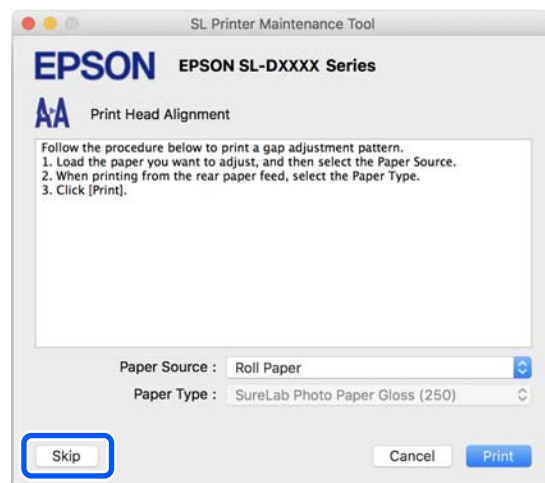 SL Printer Maintenance Tool
EPSON EPSON SL-DXXXX Series
Print Head Alignment
Follow the procedure below to print a gap adjustment pattern.
1. Load the paper you want to adjust, and then select the Paper Source.
2. When printing from the rear paper feed, select the Paper Type.
3. Click [Print].
Paper Source : Roll Paper
Paper Type : SureLab Photo Paper Gloss (250)
Skip Cancel Print